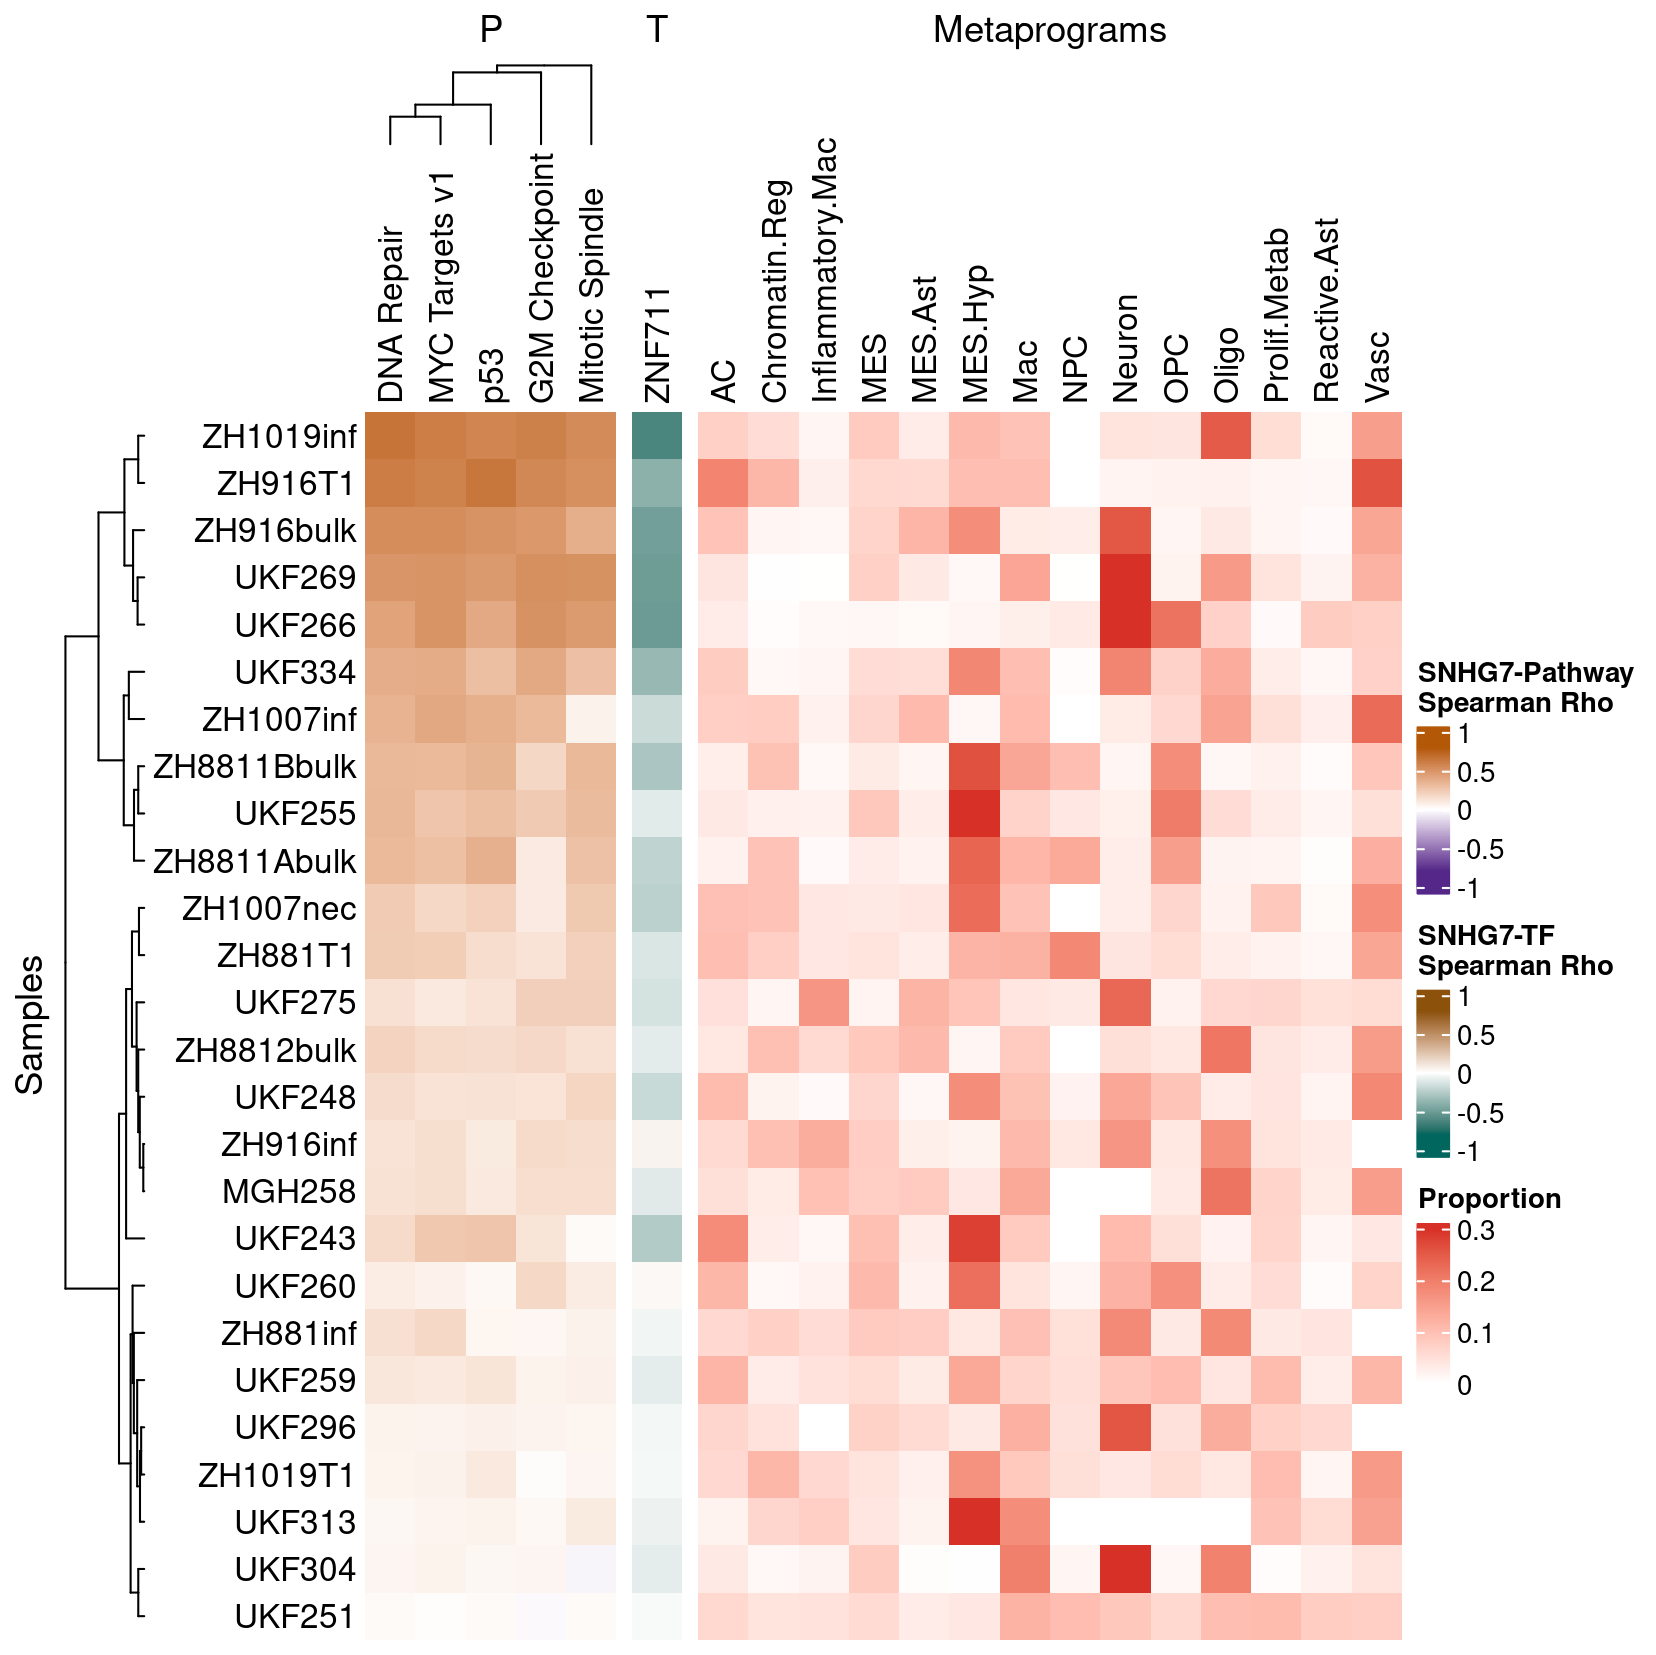 P
T
Metaprograms
DNA Repair
MYC Targets v1
p53
G2M Checkpoint
Mitotic Spindle
ZNF711
AC
Chromatin.Reg
Inflammatory.Mac
MES
MES.Ast
MES.Hyp
Mac
NPC
Neuron
OPC
Oligo
Prolif.Metab
Reactive.Ast
Vasc
Samples
ZH1019inf
ZH916T1
ZH916bulk
UKF269
UKF266
UKF334
ZH1007inf
ZH8811Bbulk
UKF255
ZH8811Abulk
ZH1007nec
ZH881T1
UKF275
ZH8812bulk
UKF248
ZH916inf
MGH258
UKF243
UKF260
ZH881inf
UKF259
UKF296
ZH1019T1
UKF313
UKF304
UKF251
SNHG7-Pathway
Spearman Rho
1
0.5
0
-0.5
-1
SNHG7-TF
Spearman Rho
1
0.5
0
-0.5
-1
Proportion
0.3
0.2
0.1
0